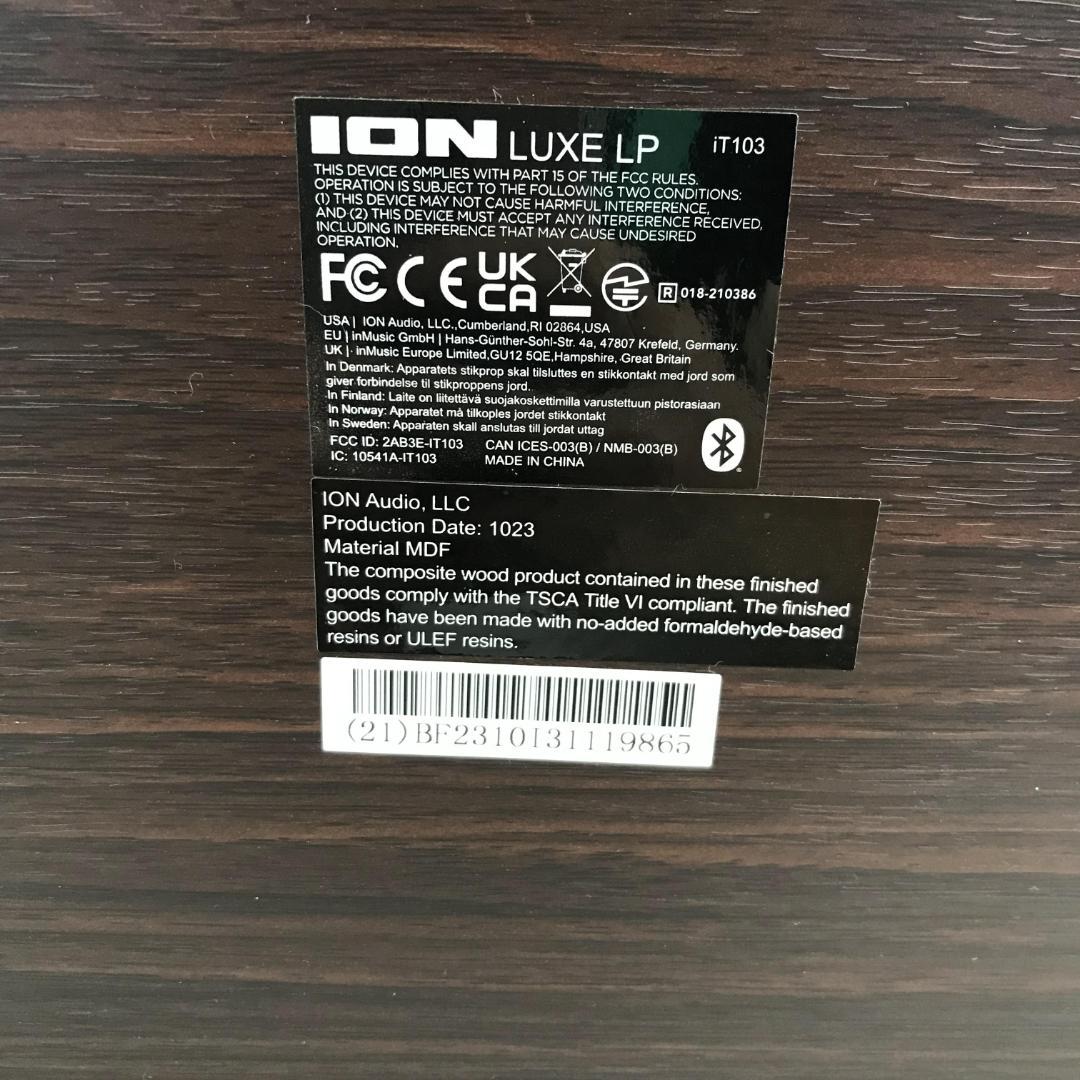 ION LUXE LP iT103
THIS DEVICE COMPLIES WITH PART 15 OF THE FCC RULES.
OPERATION IS SUBJECT TO THE FOLLOWING TWO CONDITIONS:
(1) THIS DEVICE MAY NOT CAUSE HARMFUL INTERFERENCE,
AND (2) THIS DEVICE MUST ACCEPT ANY INTERFERENCE RECEIVED,
INCLUDING INTERFERENCE THAT MAY CAUSE UNDESIRED
OPERATION.
FC CE UK CA R 018-210386
USA | ION Audio, LLC.,Cumberland,RI 02864,USA
EU | inMusic GmbH | Hans-Günther-Sohl-Str. 4a, 47807 Krefeld, Germany.
UK | inMusic Europe Limited,GU12 5QE,Hampshire, Great Britain
In Denmark: Apparatets stikprop skal tilsluttes en stikkontakt med jord som
giver forbindelse til stikproppens jord.
In Finland: Laite on liitettävä suojakoskettimilla varustettuun pistorasiaan
In Norway: Apparatet må tilkoples jordet stikkontakt
In Sweden: Apparaten skall anslutas till jordat uttag
FCC ID: 2AB3E-IT103 CAN ICES-003(B) / NMB-003(B)
IC: 10541A-IT103 MADE IN CHINA
ION Audio, LLC
Production Date: 1023
Material MDF
The composite wood product contained in these finished
goods comply with the TSCA Title VI compliant. The finished
goods have been made with no-added formaldehyde-based
resins or ULEF resins.
(21)BF2310131119865